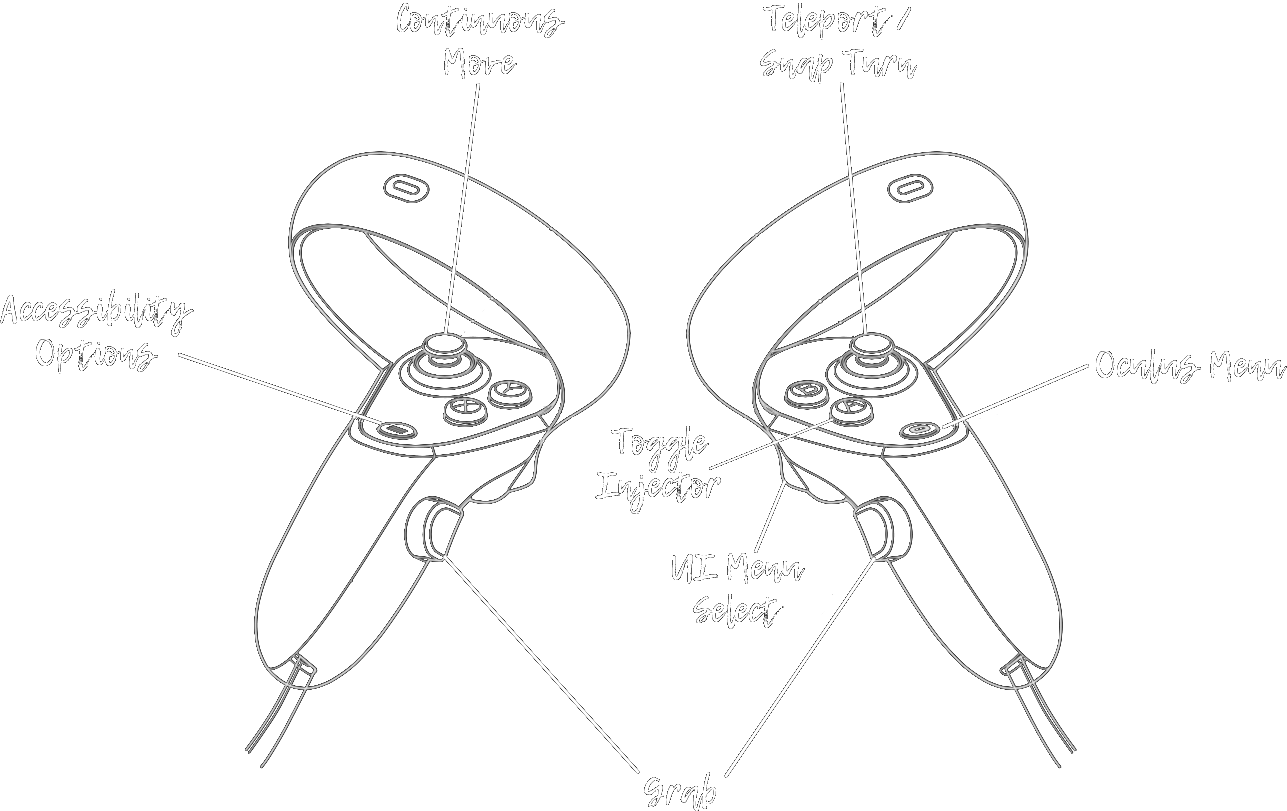 Continuous
Move
Teleport /
Snap Turn
Accessibility
Options
Oculus Menu
Toggle
Injector
UI Menu
Select
Grab